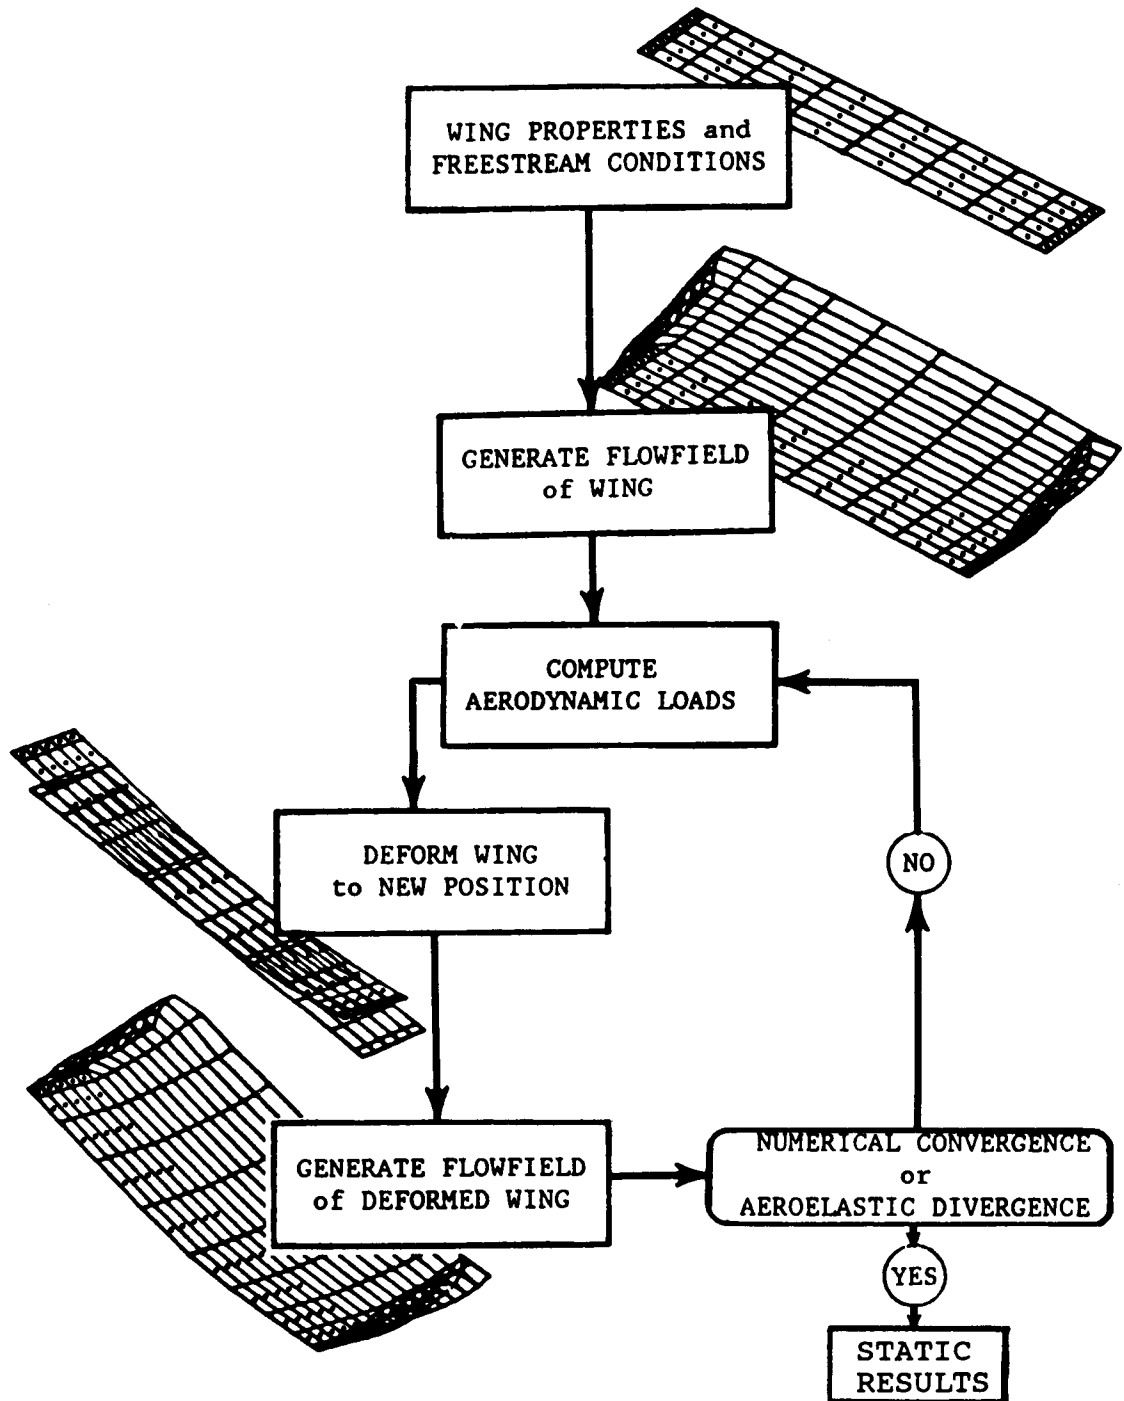 WING PROPERTIES and
FREESTREAM CONDITIONS
GENERATE FLOWFIELD
of WING
COMPUTE
AERODYNAMIC LOADS
DEFORM WING
to NEW POSITION
NO
GENERATE FLOWFIELD
of DEFORMED WING
NUMERICAL CONVERGENCE
or
AEROELASTIC DIVERGENCE
YES
STATIC
RESULTS